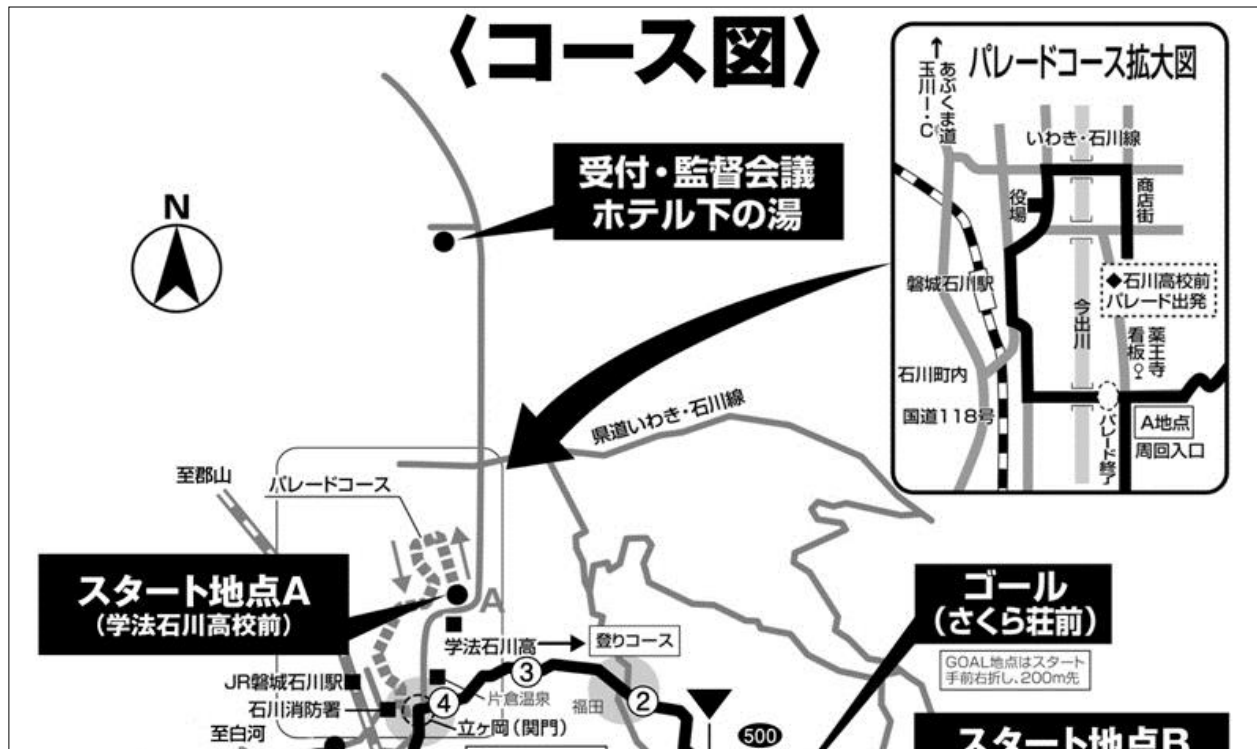 〈コース図〉
N
受付・監督会議
ホテル下の湯
パレードコース拡大図
↑あぶくま道
玉川I・C
いわき・石川線
役場
商店街
磐城石川駅
◆石川高校前
パレード出発
今出川
薬王寺
看板
石川町内
国道118号
A地点
周回入口
パレード終了
県道いわき・石川線
至郡山
パレードコース
スタート地点A
(学法石川高校前)
A
学法石川高
登りコース
ゴール
(さくら荘前)
GOAL地点はスタート
手前右折し、200m先
JR磐城石川駅
片倉温泉
③
②
④
福田
石川消防署
立ヶ岡(関門)
至白河
500
スタート地点B